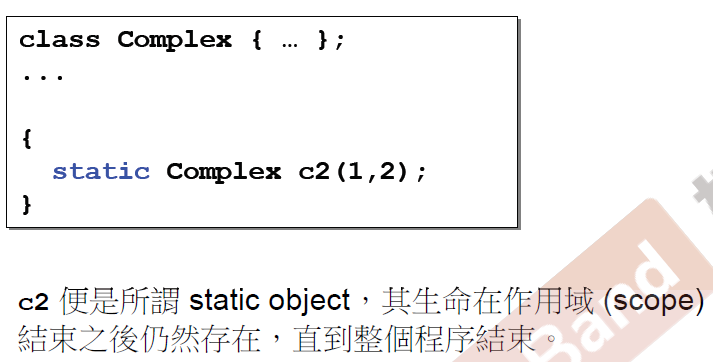 class Complex { … };
...
{
static Complex c2(1,2);
}
c2 便是所謂 static object，其生命在作用域 (scope)
結束之後仍然存在，直到整個程序結束。
Band